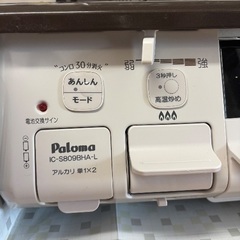 コンロ30分消火
あんしん
モード
弱
強
3秒押し
高温炒め
電池交換サイン
Paloma
IC-S809BHA-L
アルカリ 単1×2